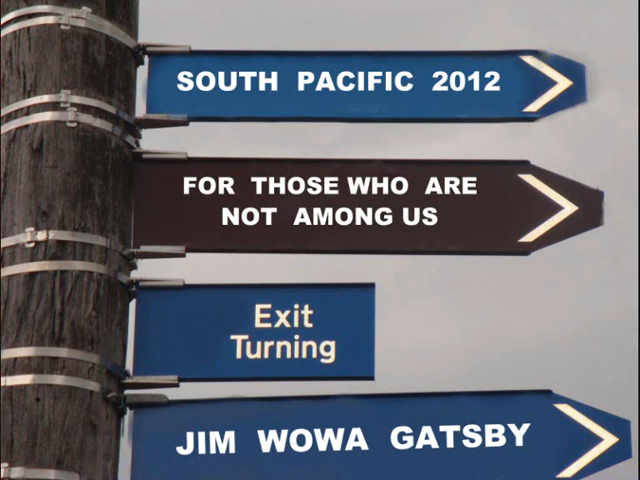 SOUTH PACIFIC 2012
FOR THOSE WHO ARE
NOT AMONG US
Exit
Turning
JIM WOWA GATSBY